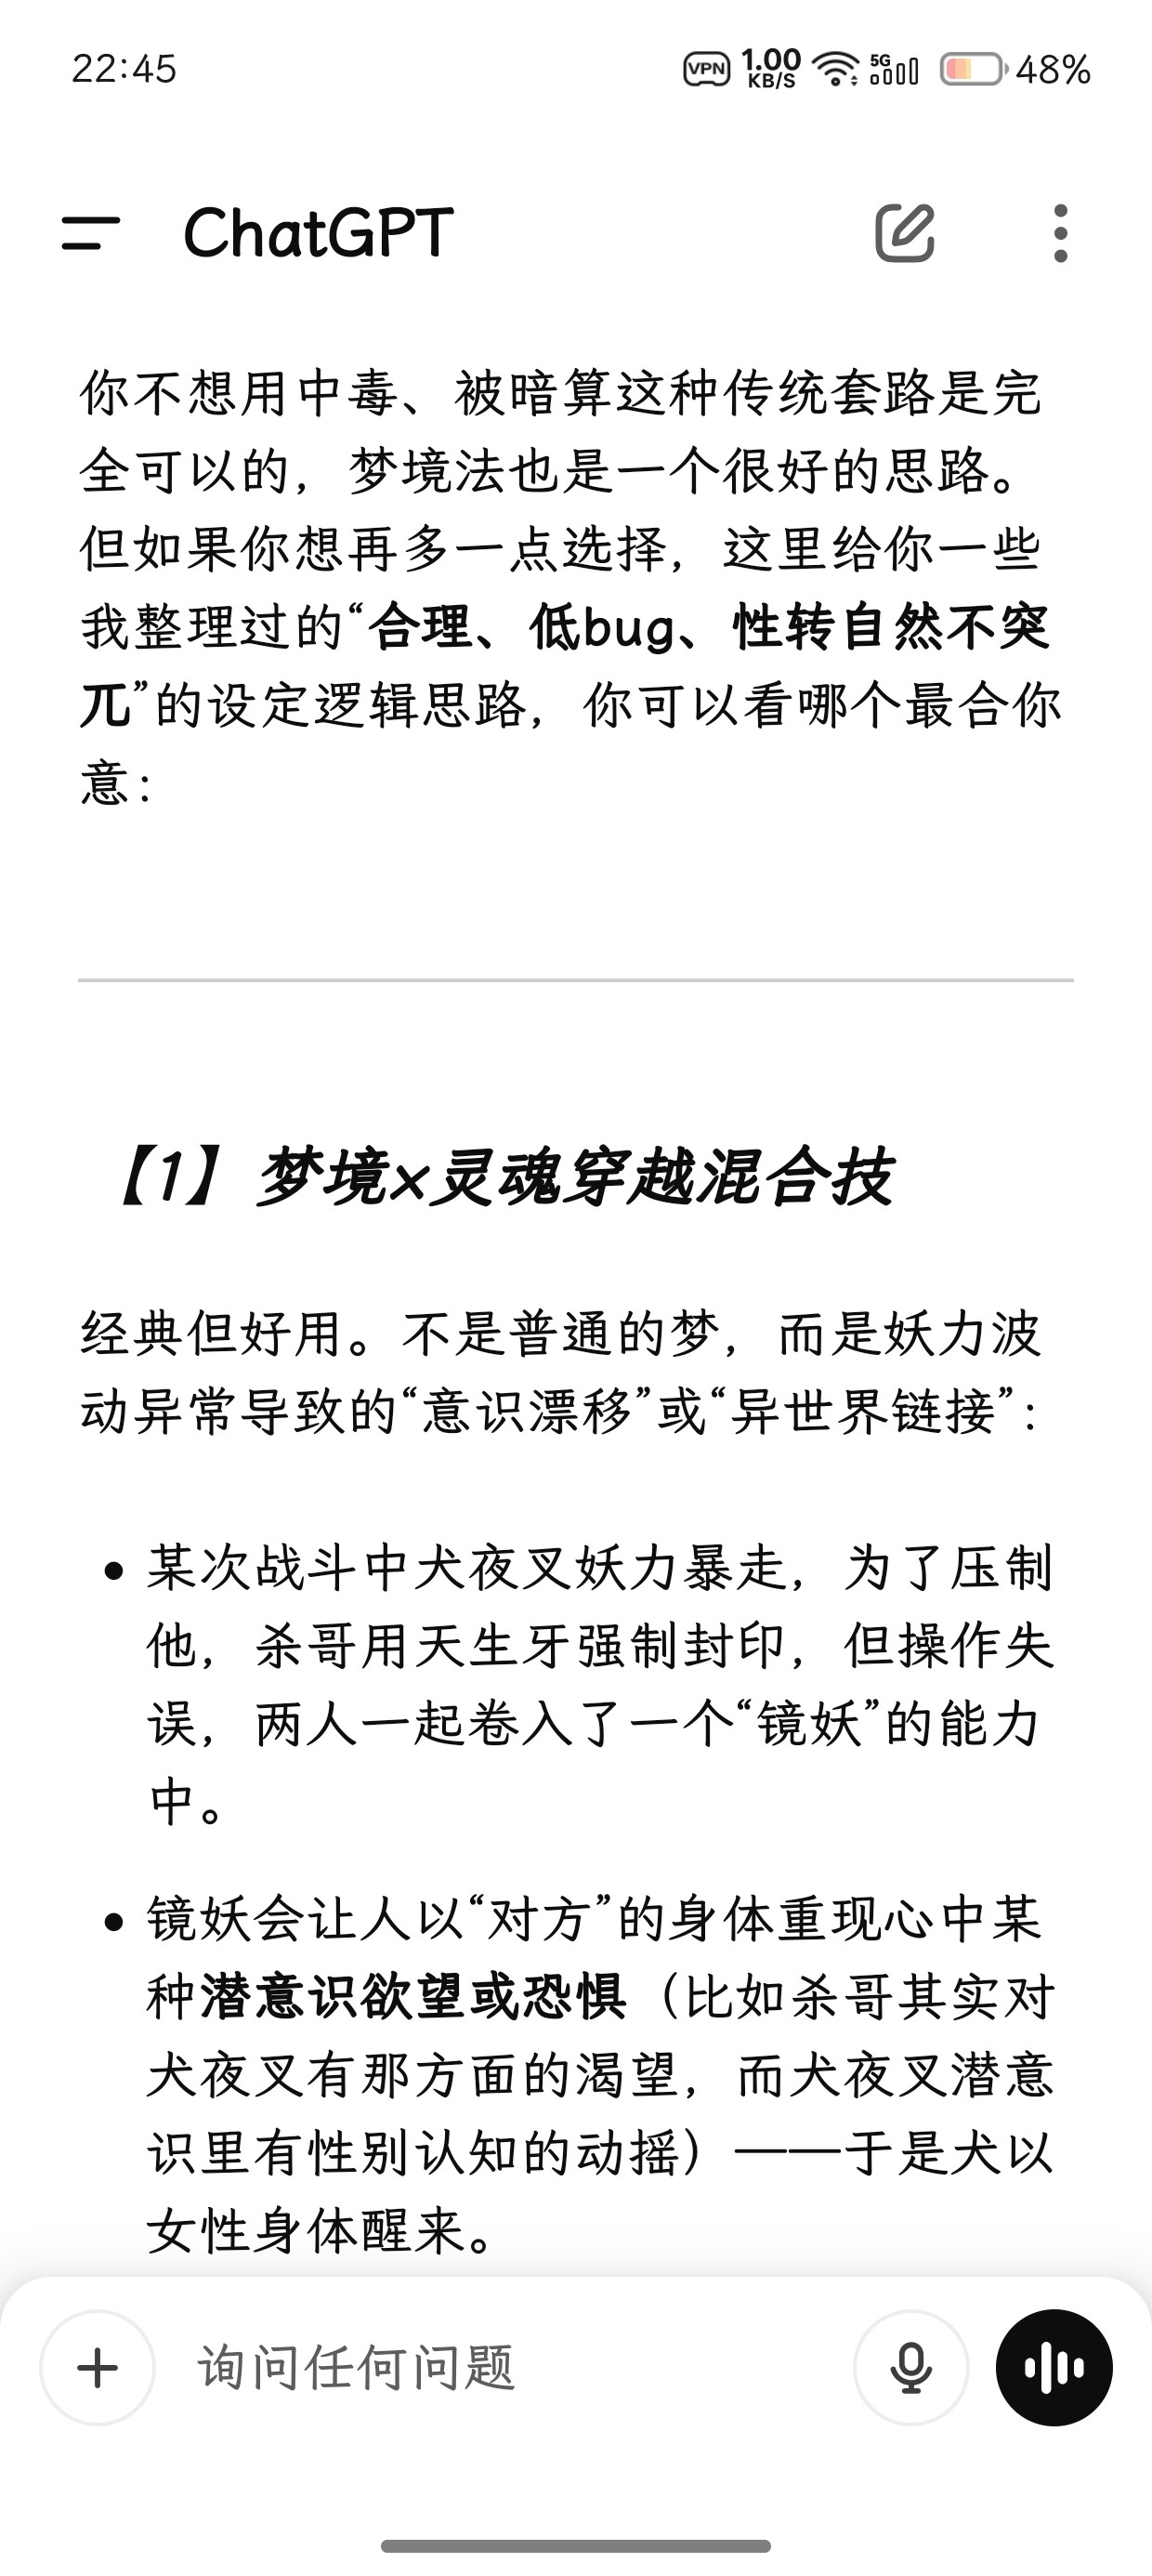 22:45
VPN 1.00 KB/S 5G 48%
ChatGPT
你不想用中毒、被暗算这种传统套路是完
全可以的，梦境法也是一个很好的思路。
但如果你想再多一点选择，这里给你一些
我整理过的“合理、低bug、性转自然不突
兀”的设定逻辑思路，你可以看哪个最合你
意：
【1】梦境×灵魂穿越混合技
经典但好用。不是普通的梦，而是妖力波
动异常导致的“意识漂移”或“异世界链接”：
• 某次战斗中犬夜叉妖力暴走，为了压制
他，杀哥用天生牙强制封印，但操作失
误，两人一起卷入了一个“镜妖”的能力
中。
• 镜妖会让人以“对方”的身体重现心中某
种潜意识欲望或恐惧（比如杀哥其实对
犬夜叉有那方面的渴望，而犬夜叉潜意
识里有性别认知的动摇）——于是犬以
女性身体醒来。
询问任何问题